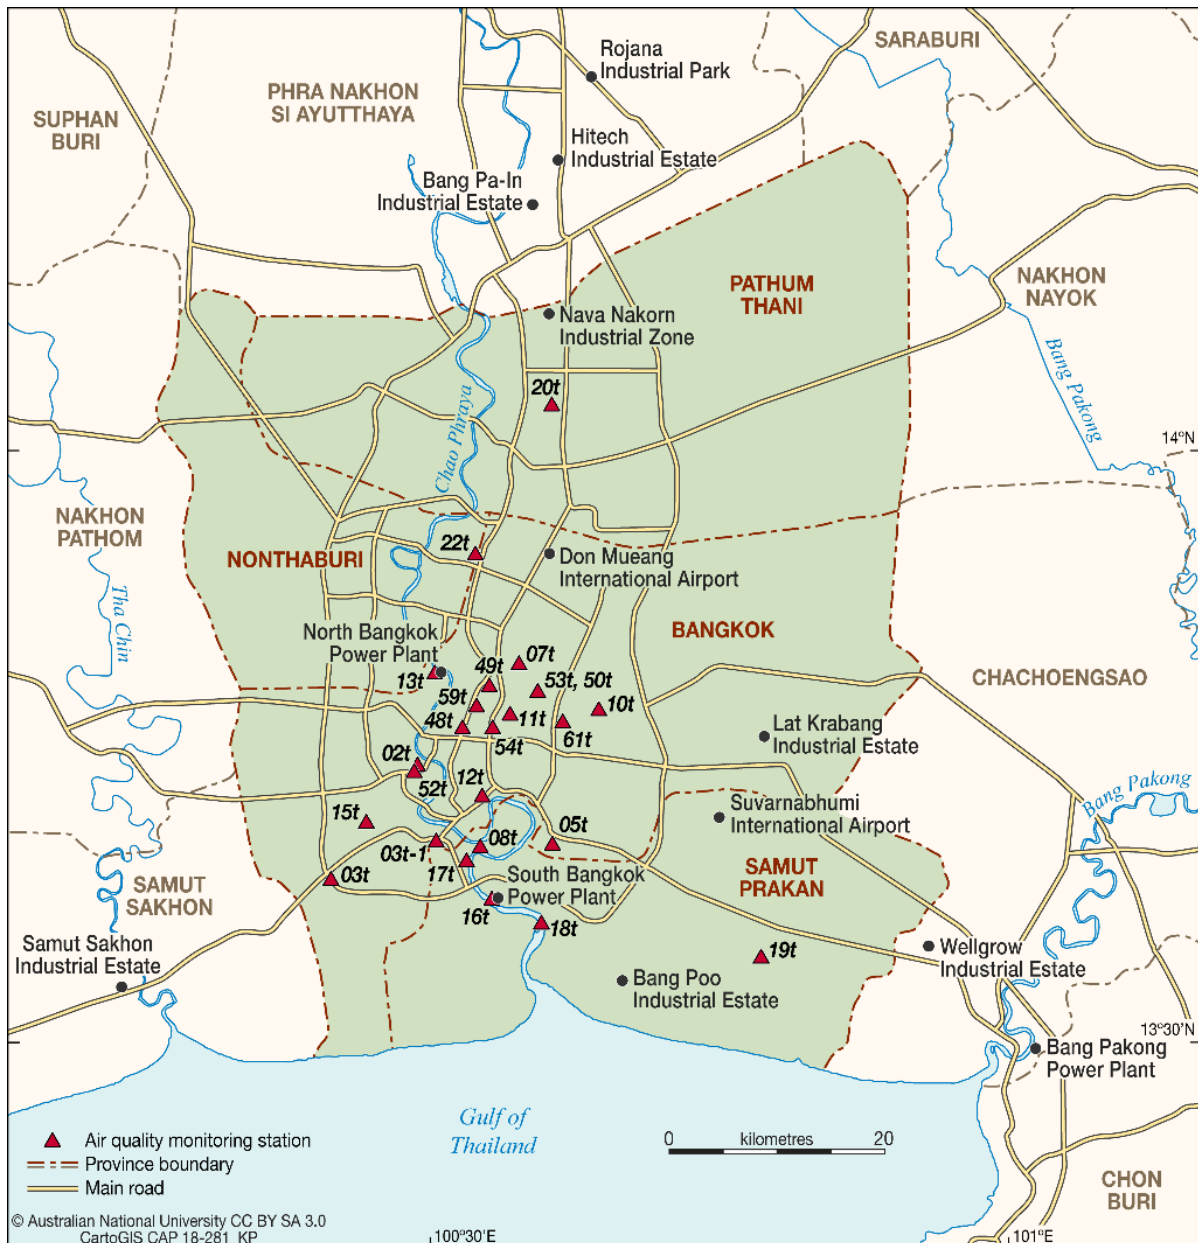 SARABURI
Rojana
Industrial Park
PHRA NAKHON
SI AYUTTHAYA
SUPHAN
BURI
Hitech
Industrial Estate
Bang Pa-In
Industrial Estate
PATHUM
THANI
NAKHON
NAYOK
Nava Nakorn
Industrial Zone
Bang Pakong
20t
Chao Phraya
14°N
NAKHON
PATHOM
22t
NONTHABURI
Don Mueang
International Airport
Tha Chin
North Bangkok
Power Plant
BANGKOK
13t
49t
07t
53t, 50t
CHACHOENGSAO
59t
10t
48t
11t
54t
61t
Lat Krabang
Industrial Estate
02t
52t
12t
Bang Pakong
Suvarnabhumi
International Airport
15t
03t-1
08t
05t
17t
03t
SAMUT
PRAKAN
SAMUT
SAKHON
South Bangkok
Power Plant
16t
18t
Samut Sakhon
Industrial Estate
19t
Wellgrow
Industrial Estate
Bang Poo
Industrial Estate
13°30'N
Bang Pakong
Power Plant
Gulf of
Thailand
Air quality monitoring station
Province boundary
Main road
0 kilometres 20
CHON
BURI
© Australian National University CC BY SA 3.0
CartoGIS CAP 18-281_KP
100°30'E
101°E